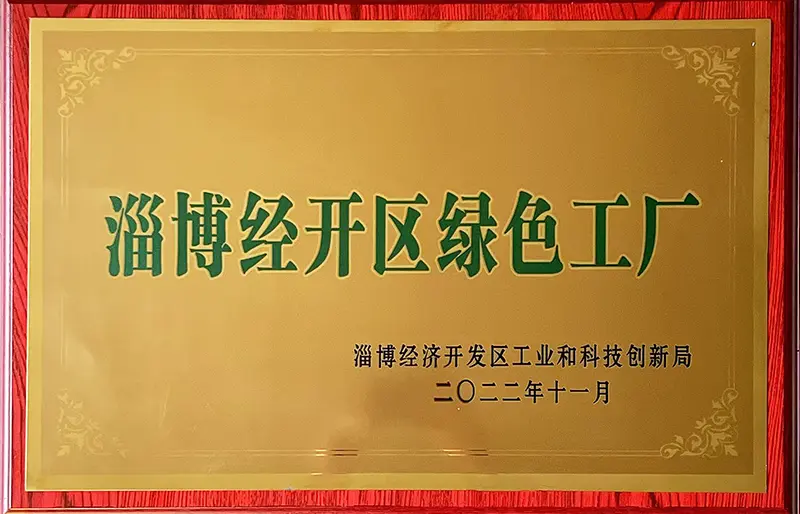 淄博经开区绿色工厂
淄博经济开发区工业和科技创新局
二〇二二年十一月